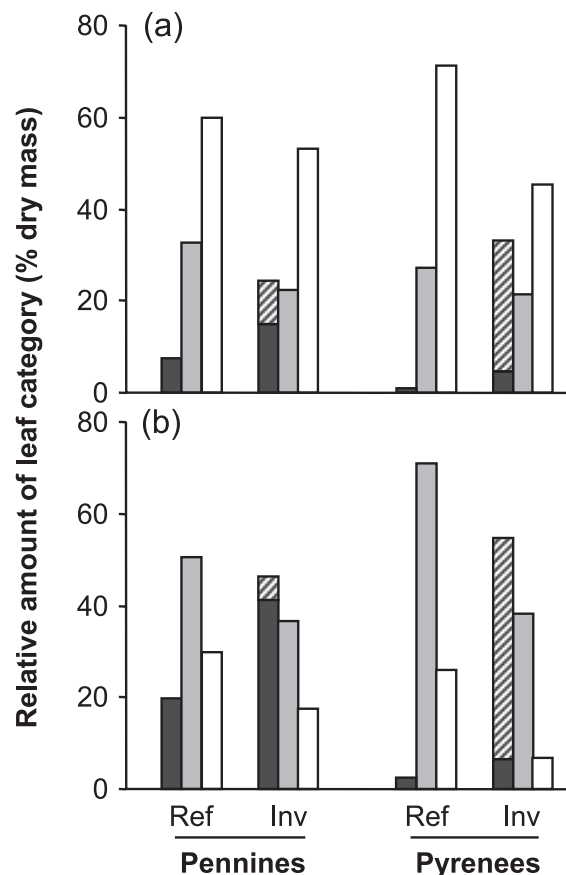 Relative amount of leaf category (% dry mass)
(a)
80
60
40
20
0
(b)
80
60
40
20
0
Ref Inv Ref Inv
Pennines Pyrenees